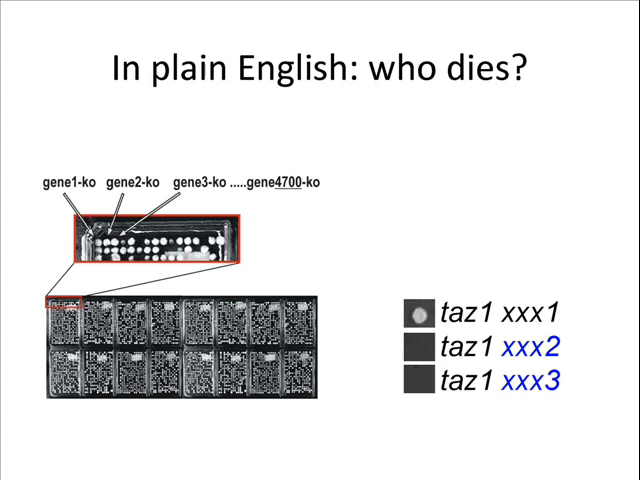 In plain English: who dies?
gene1-ko gene2-ko gene3-ko .....gene4700-ko
taz1 xxx1
taz1 xxx2
taz1 xxx3